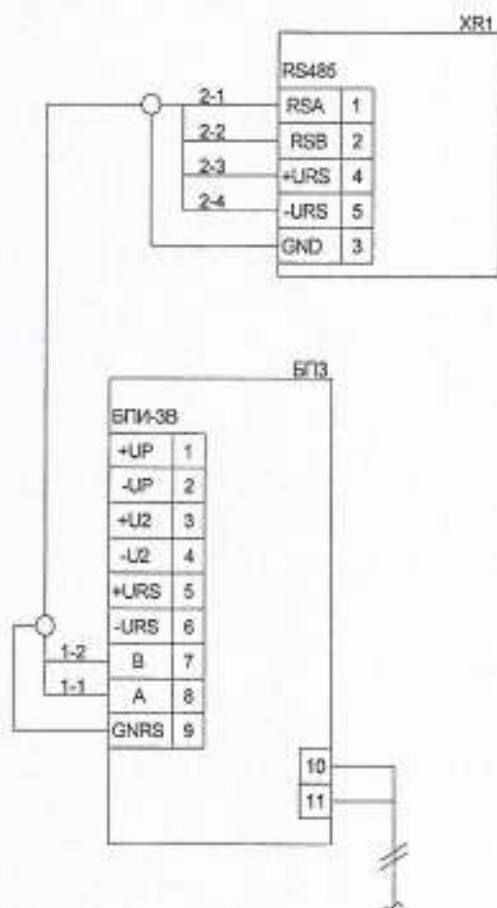 XR1
RS485
2-1 RSA 1
2-2 RSB 2
2-3 +URS 4
2-4 -URS 5
GND 3
БП3
БПИ-3В
+UP 1
-UP 2
+U2 3
-U2 4
+URS 5
-URS 6
1-2 B 7
1-1 A 8
GNRS 9
10
11